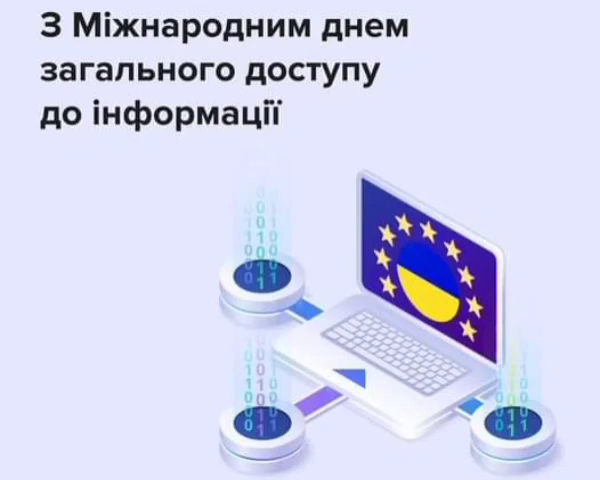 З Міжнародним днем
загального доступу
до інформації